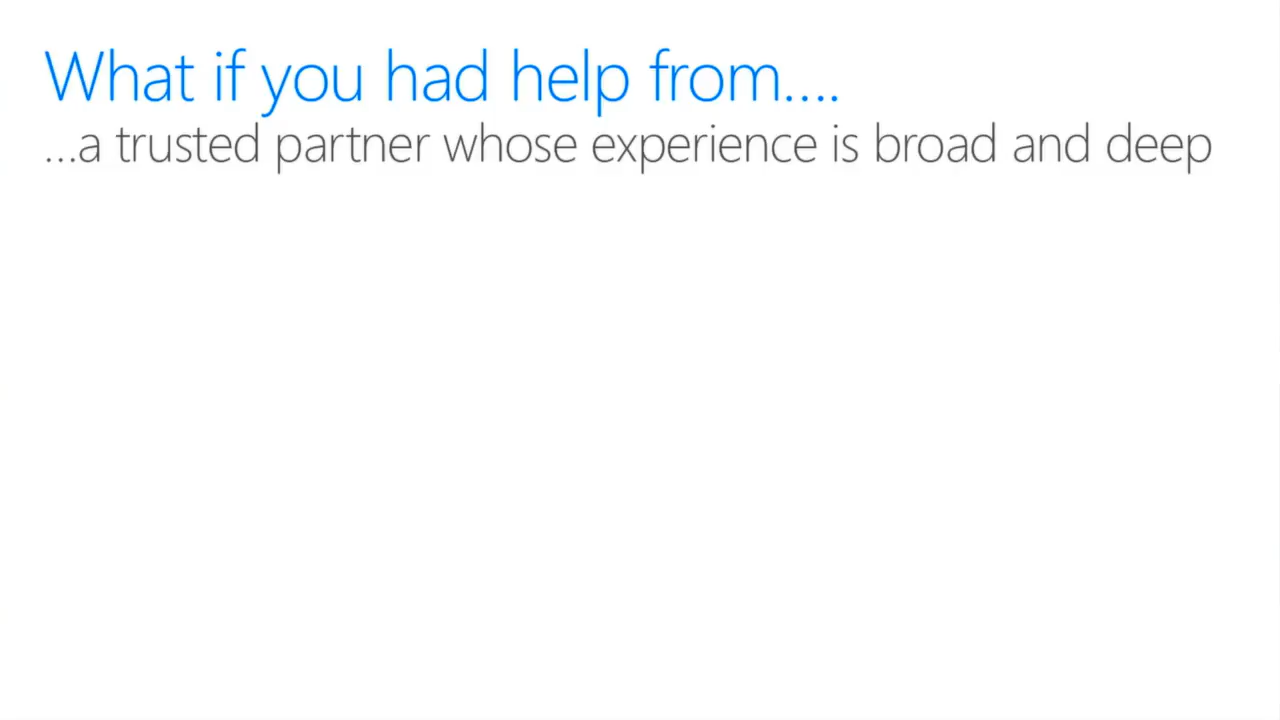 What if you had help from....
...a trusted partner whose experience is broad and deep